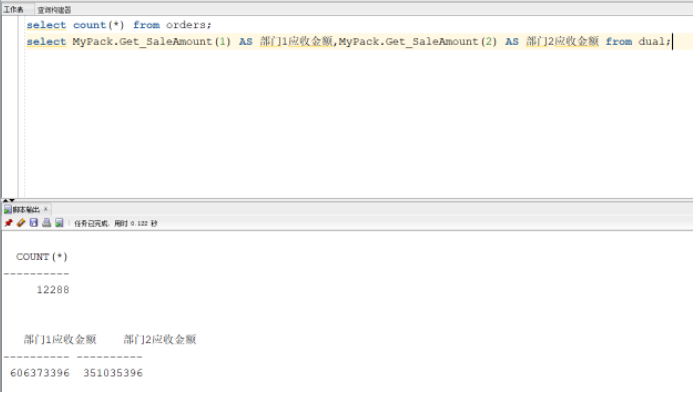 工作表 查询构建器
select count(*) from orders;
select MyPack.Get_SaleAmount(1) AS 部门1应收金额,MyPack.Get_SaleAmount(2) AS 部门2应收金额 from dual;
脚本输出 ×
任务已完成, 用时 0.122 秒
COUNT(*)
----------
12288
部门1应收金额 部门2应收金额
---------- ----------
606373396 351035396